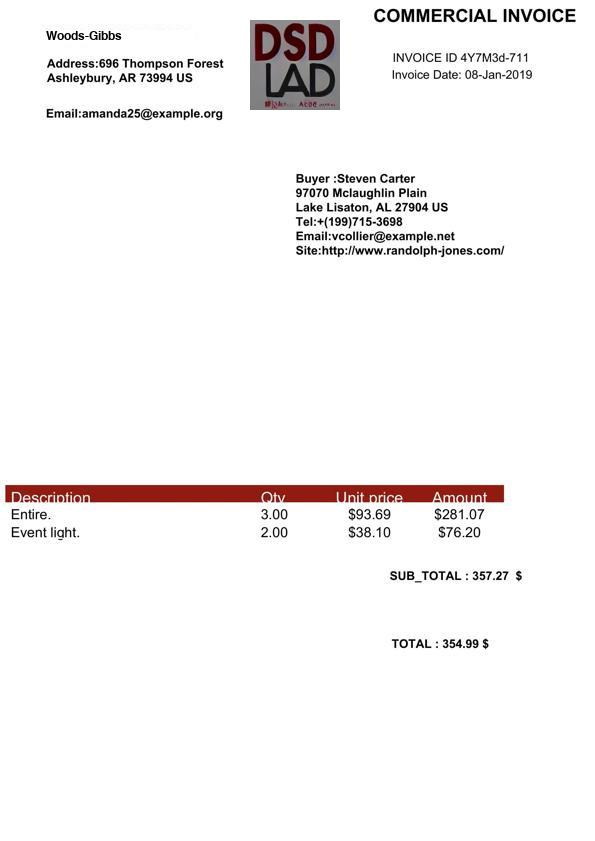 COMMERCIAL INVOICE
Woods-Gibbs
Address:696 Thompson Forest
Ashleybury, AR 73994 US
Email:amanda25@example.org
DSD
LAD
INVOICE ID 4Y7M3d-711
Invoice Date: 08-Jan-2019
Buyer :Steven Carter
97070 Mclaughlin Plain
Lake Lisaton, AL 27904 US
Tel:+(199)715-3698
Email:vcollier@example.net
Site:http://www.randolph-jones.com/
Description Qty Unit price Amount
Entire. 3.00 $93.69 $281.07
Event light. 2.00 $38.10 $76.20
SUB_TOTAL : 357.27 $
TOTAL : 354.99 $